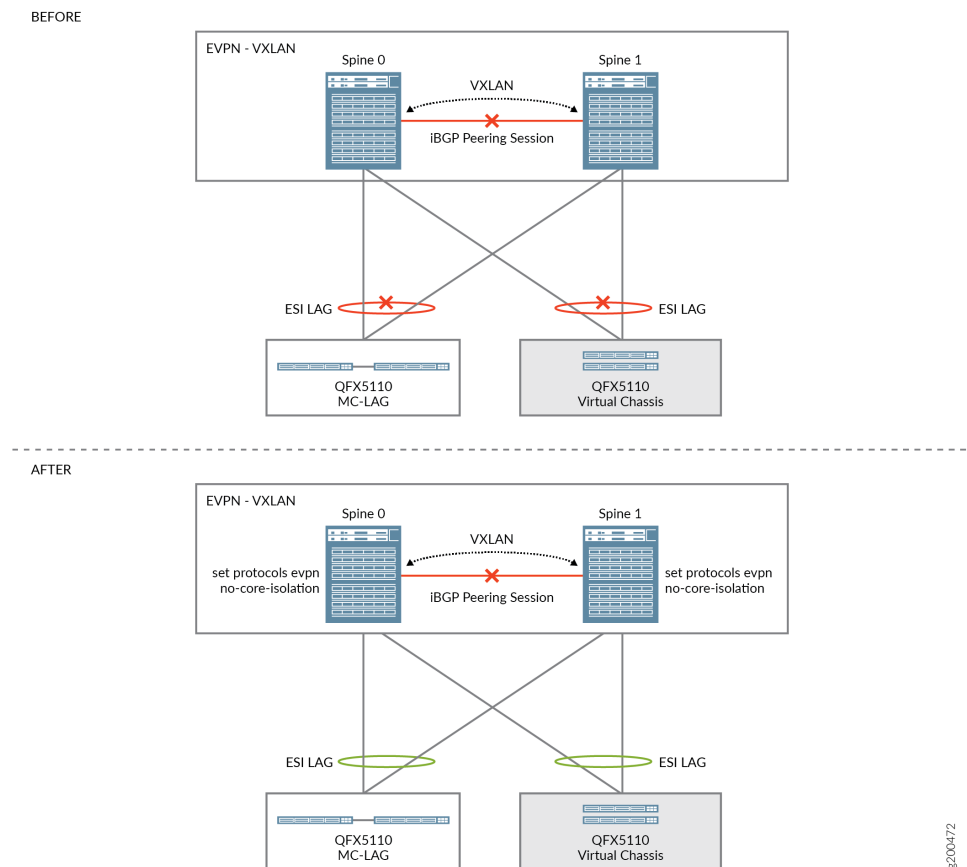 BEFORE
EVPN - VXLAN
Spine 0
Spine 1
VXLAN
iBGP Peering Session
ESI LAG
ESI LAG
QFX5110
MC-LAG
QFX5110
Virtual Chassis
AFTER
EVPN - VXLAN
Spine 0
Spine 1
VXLAN
set protocols evpn
no-core-isolation
iBGP Peering Session
set protocols evpn
no-core-isolation
ESI LAG
ESI LAG
QFX5110
MC-LAG
QFX5110
Virtual Chassis
g200472